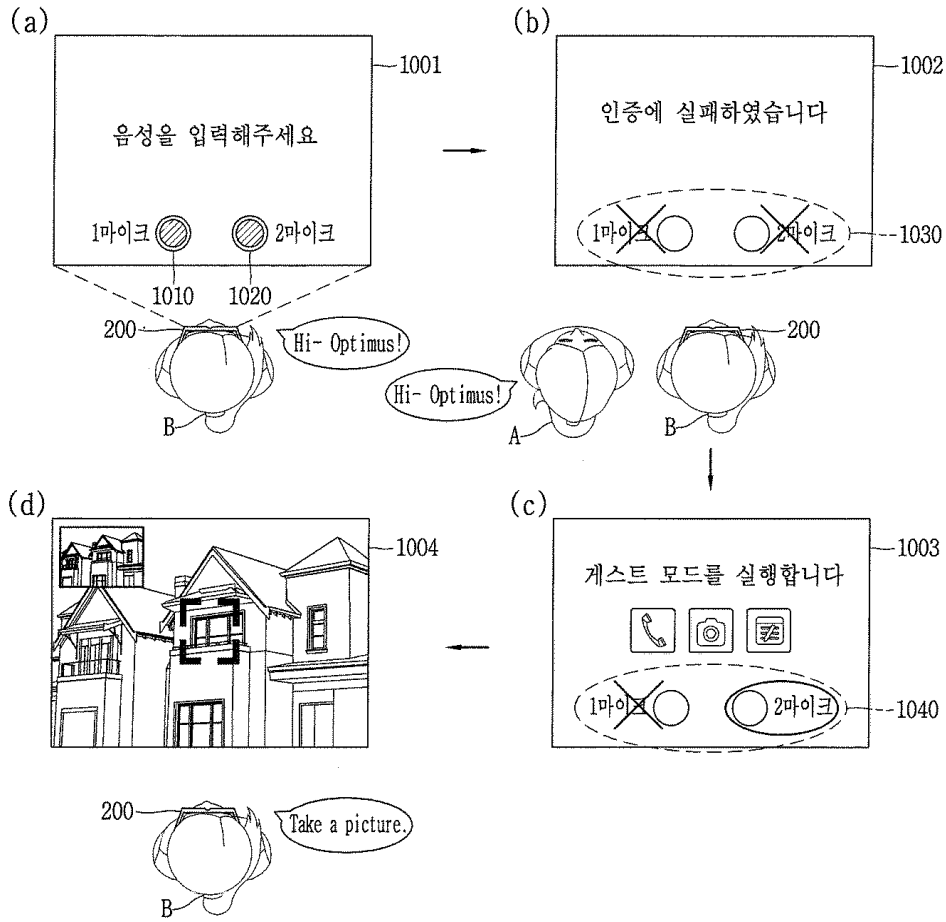 (a)
1001
음성을 입력해주세요
1마이크
2마이크
1010
1020
200
Hi- Optimus!
B
(b)
1002
인증에 실패하였습니다
1마이크
2마이크
1030
Hi- Optimus!
A
200
B
(c)
1003
게스트 모드를 실행합니다
1마이크
2마이크
1040
(d)
1004
200
Take a picture.
B